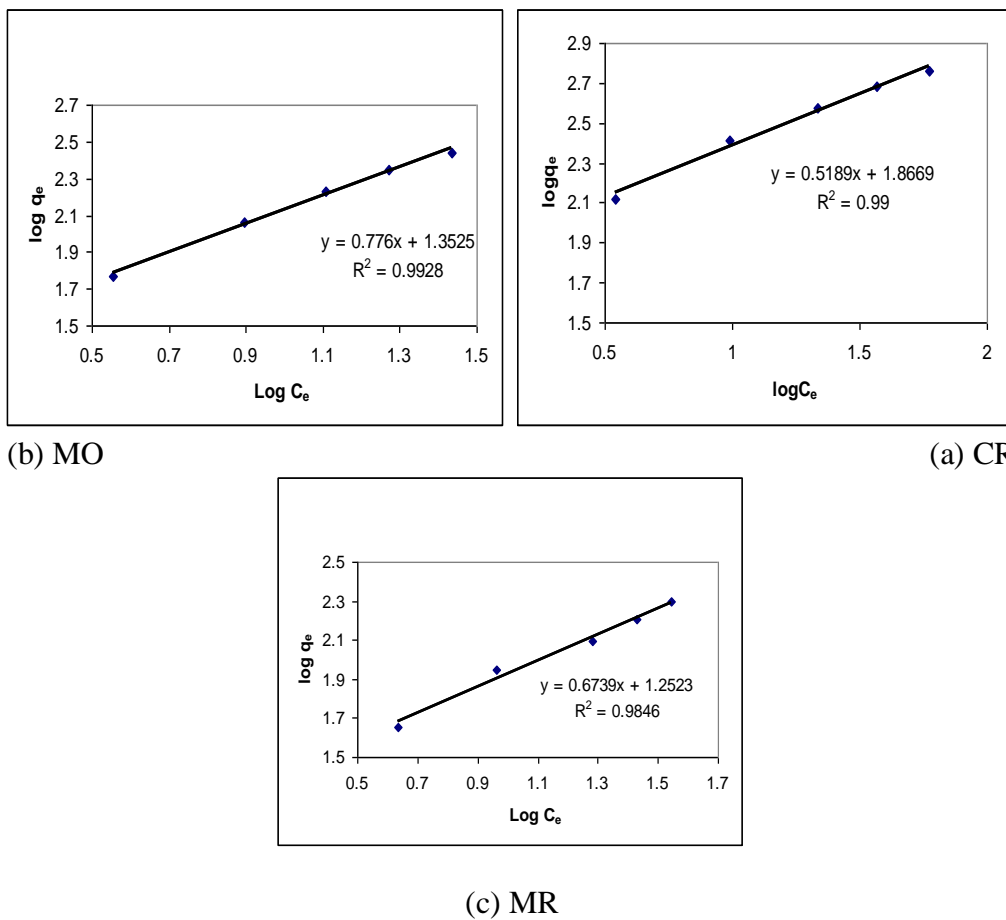 2.7
2.5
2.3
2.1
1.9
1.7
1.5
log qe
y = 0.776x + 1.3525
R2 = 0.9928
0.5 0.7 0.9 1.1 1.3 1.5
Log Ce
(b) MO
2.9
2.7
2.5
2.3
2.1
1.9
1.7
1.5
logqe
y = 0.5189x + 1.8669
R2 = 0.99
0.5 1 1.5 2
logCe
(a) CR
2.5
2.3
2.1
1.9
1.7
1.5
log qe
y = 0.6739x + 1.2523
R2 = 0.9846
0.5 0.7 0.9 1.1 1.3 1.5 1.7
Log Ce
(c) MR